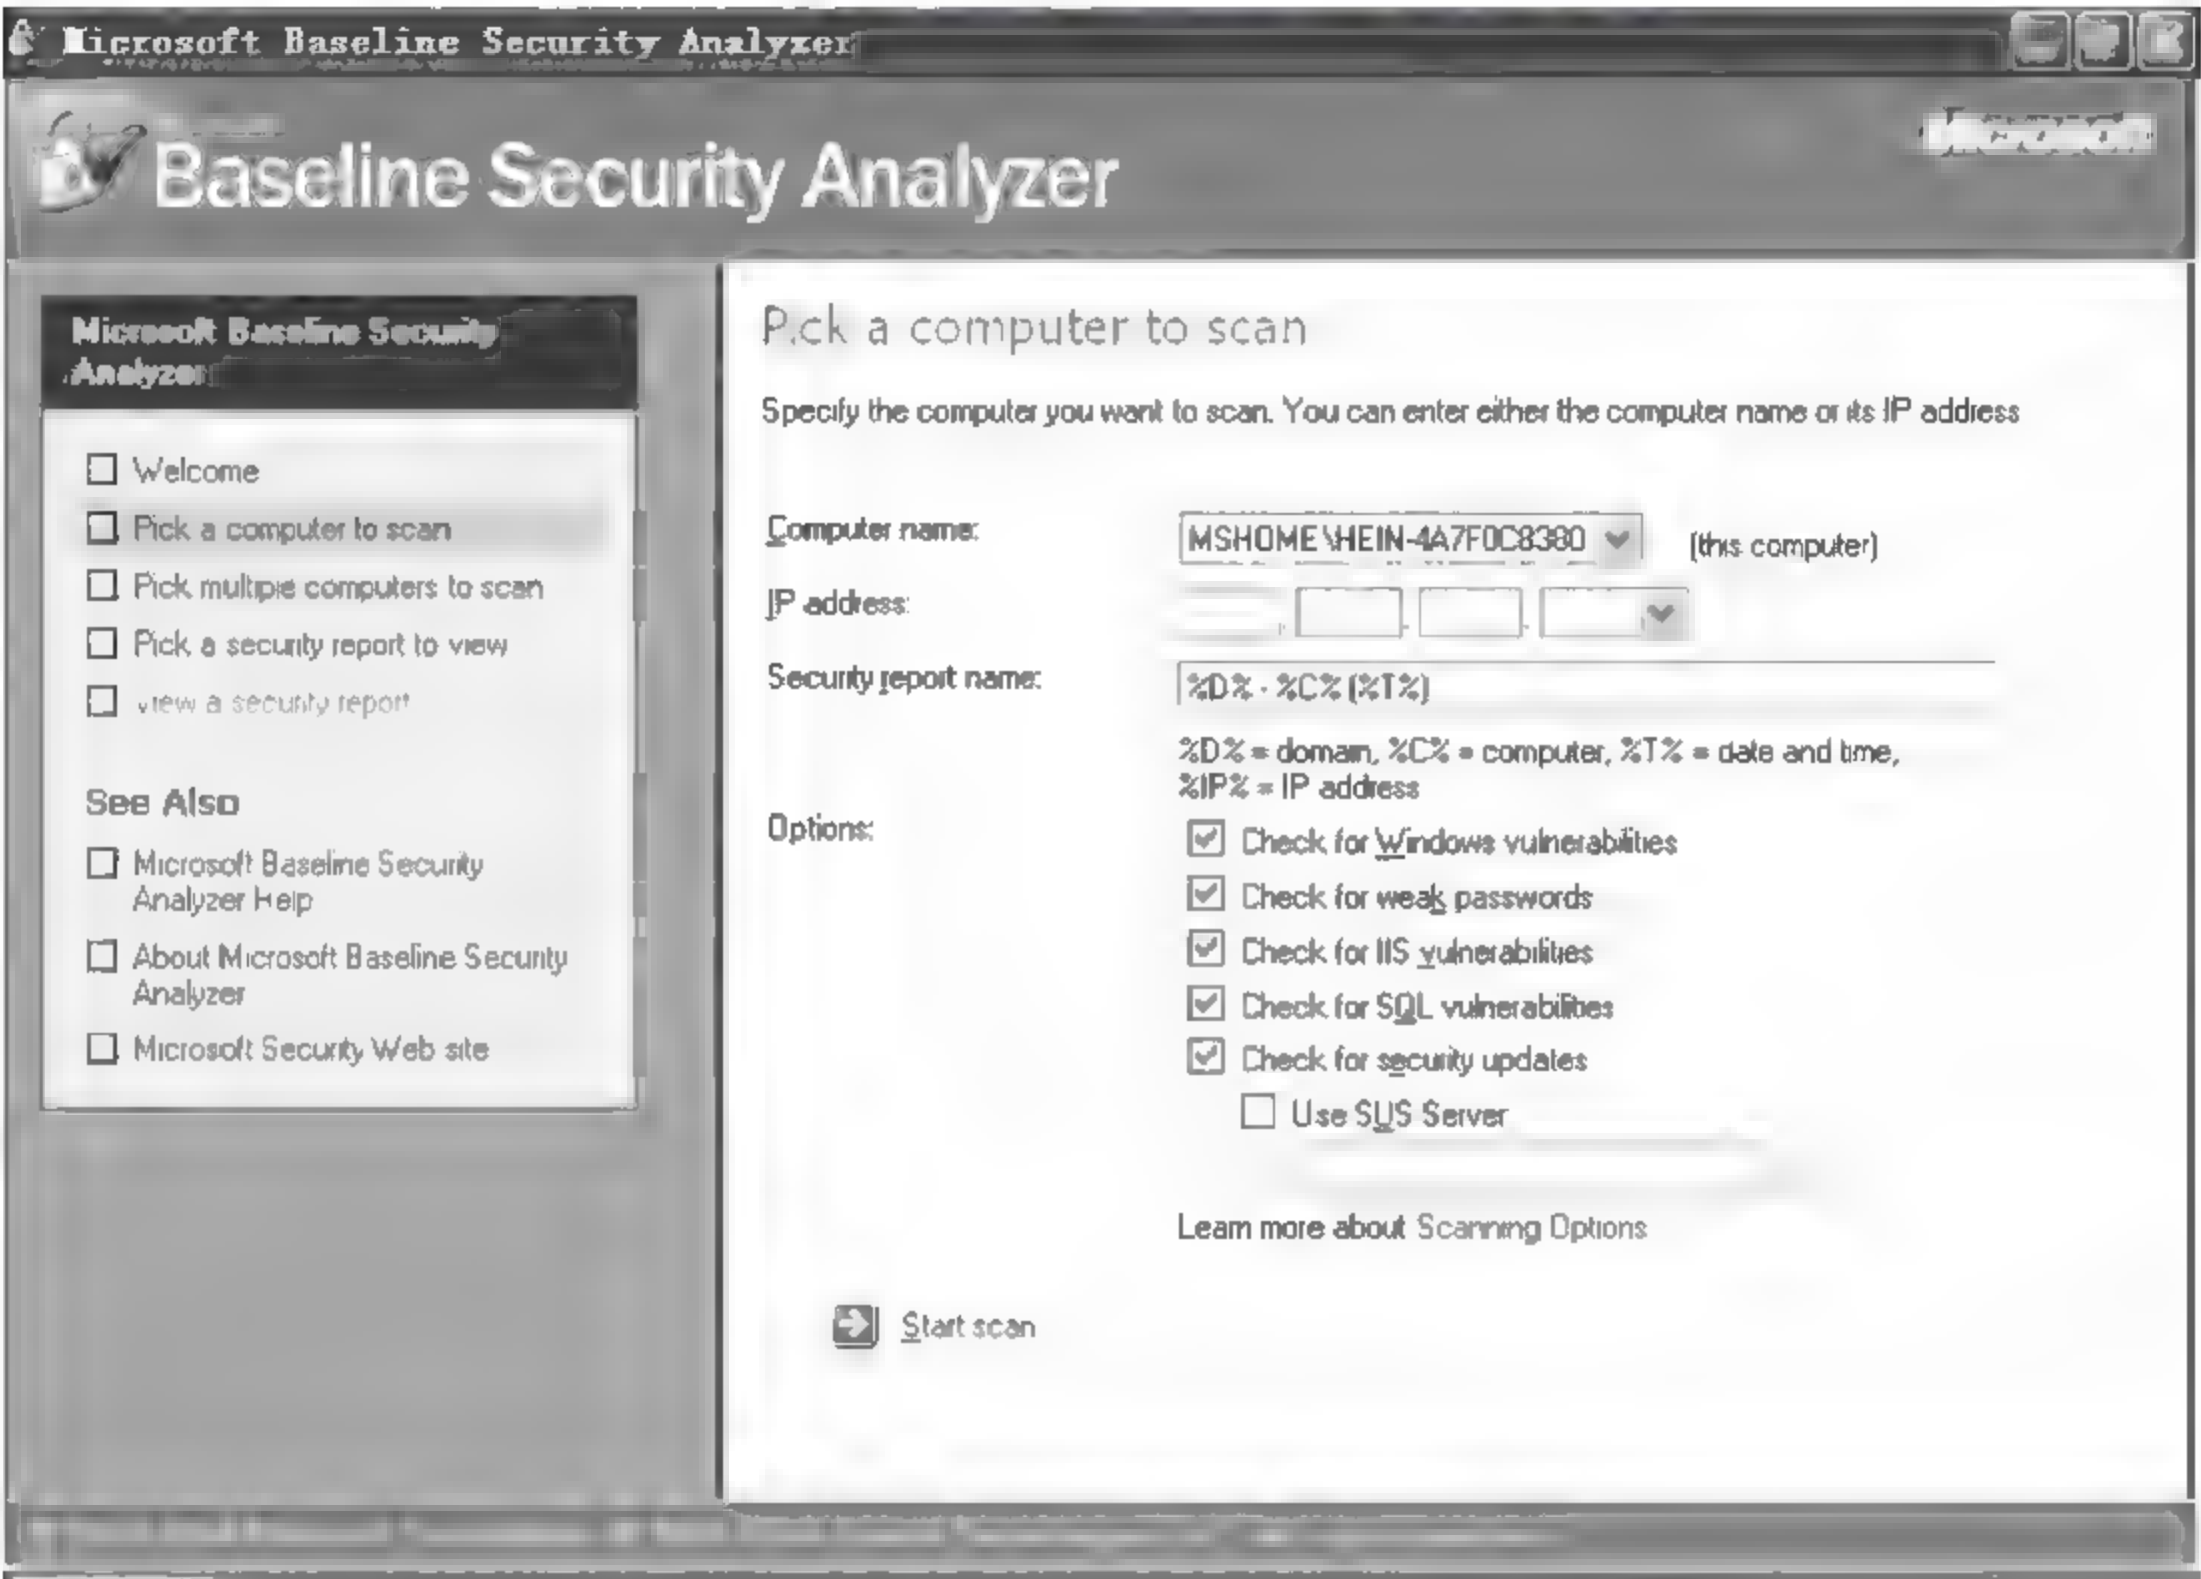 Microsoft Baseline Security Analyzer
Baseline Security Analyzer
Microsoft Baseline Security
Analyzer
Welcome
Pick a computer to scan
Pick multiple computers to scan
Pick a security report to view
View a security report
See Also
Microsoft Baseline Security
Analyzer Help
About Microsoft Baseline Security
Analyzer
Microsoft Security Web site
Pick a computer to scan
Specify the computer you want to scan. You can enter either the computer name or its IP address
Computer name: MSHOME\HEIN-4A7F0C8380 (this computer)
IP address:
Security report name: %D% - %C% (%T%)
%D% = domain, %C% = computer, %T% = date and time,
%IP% = IP address
Options:
Check for Windows vulnerabilities
Check for weak passwords
Check for IIS vulnerabilities
Check for SQL vulnerabilities
Check for security updates
Use SUS Server
Learn more about Scanning Options
Start scan